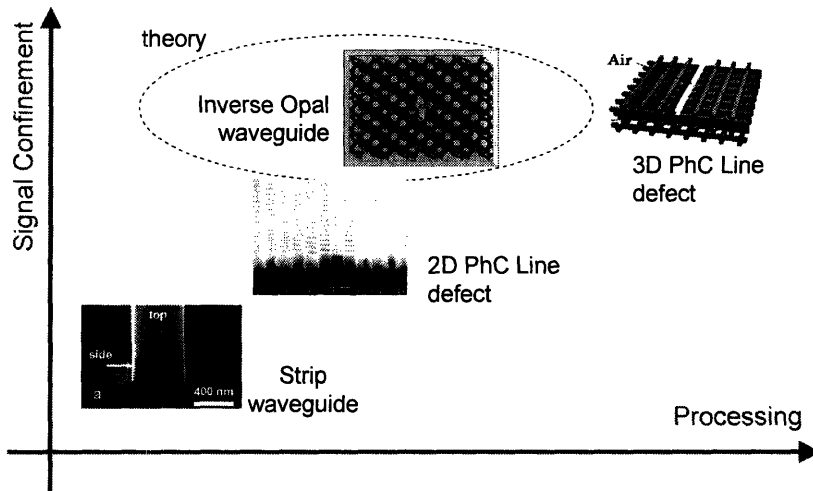 Signal Confinement
theory
Inverse Opal
waveguide
Air
3D PhC Line
defect
2D PhC Line
defect
top
side
a
400 nm
Strip
waveguide
Processing